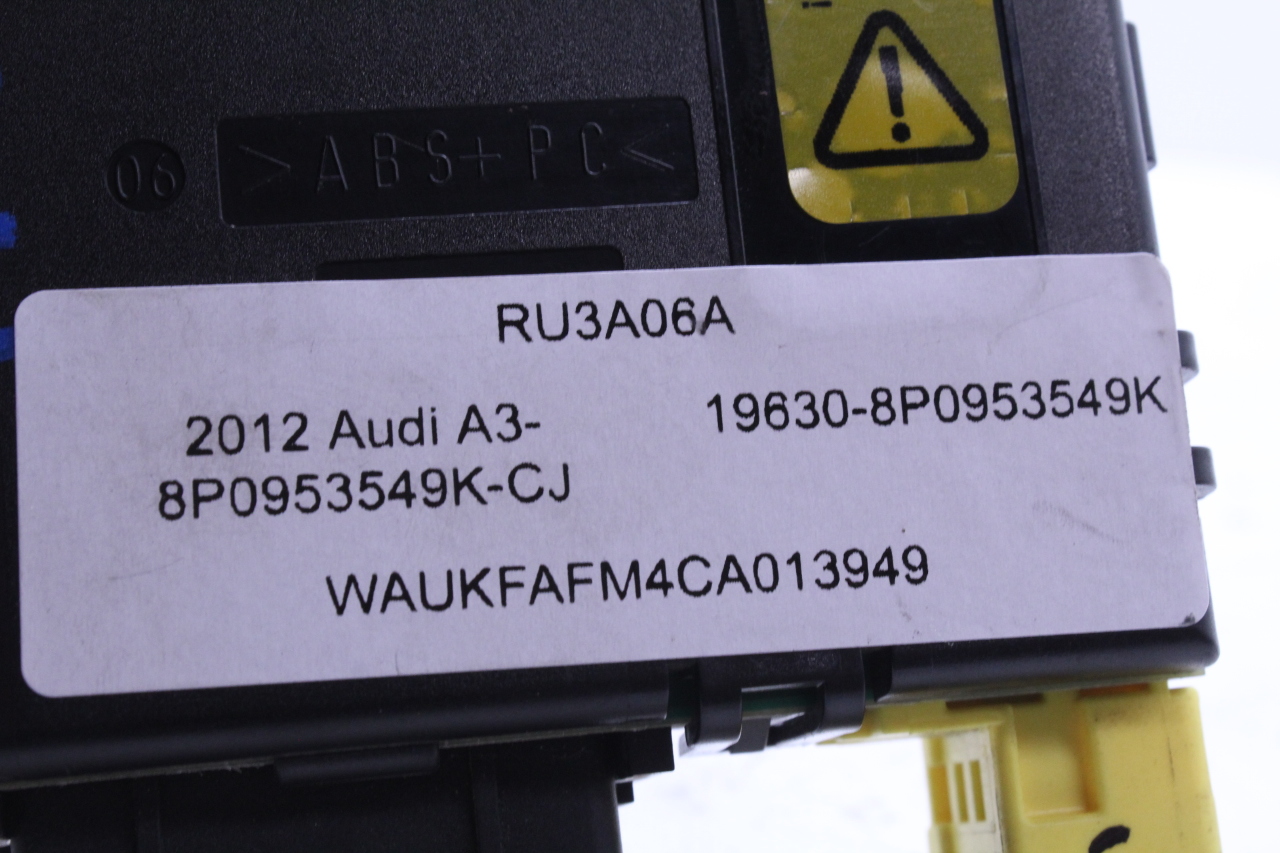 06
>ABS+PC<
RU3A06A
2012 Audi A3-
8P0953549K-CJ
19630-8P0953549K
WAUKFAFM4CA013949